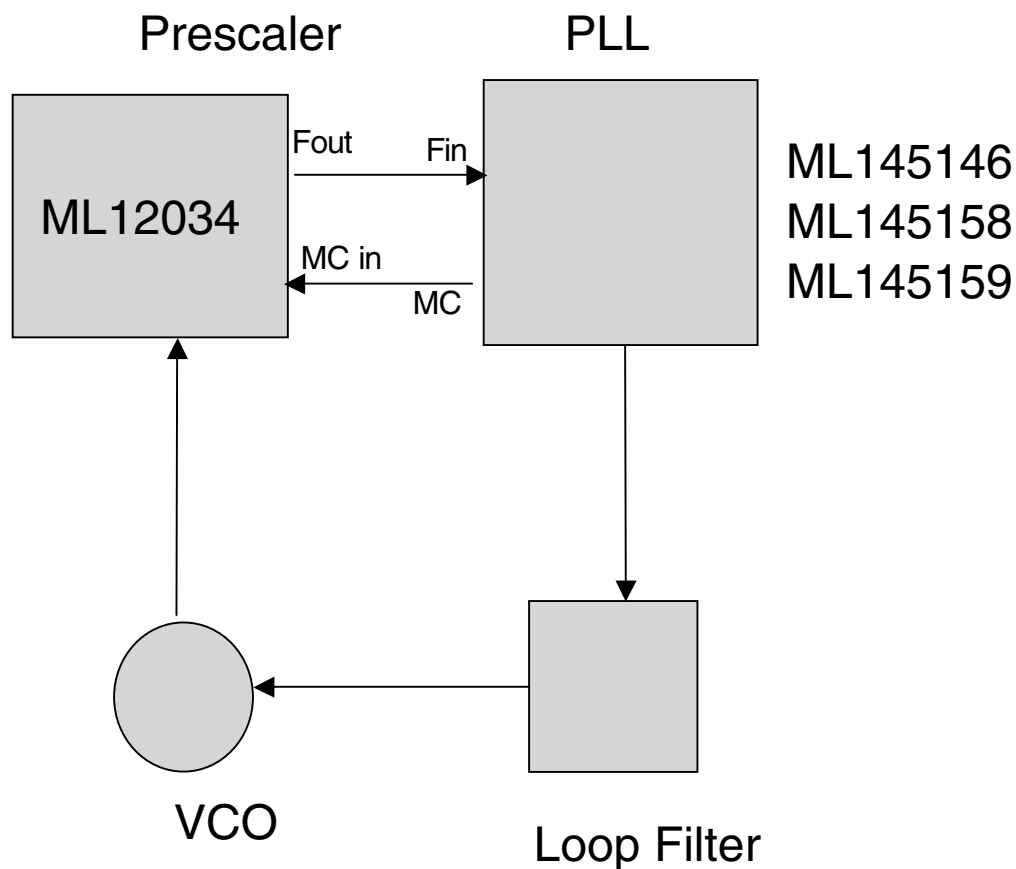 Prescaler
PLL
Fout
Fin
ML12034
MC in
MC
ML145146
ML145158
ML145159
VCO
Loop Filter